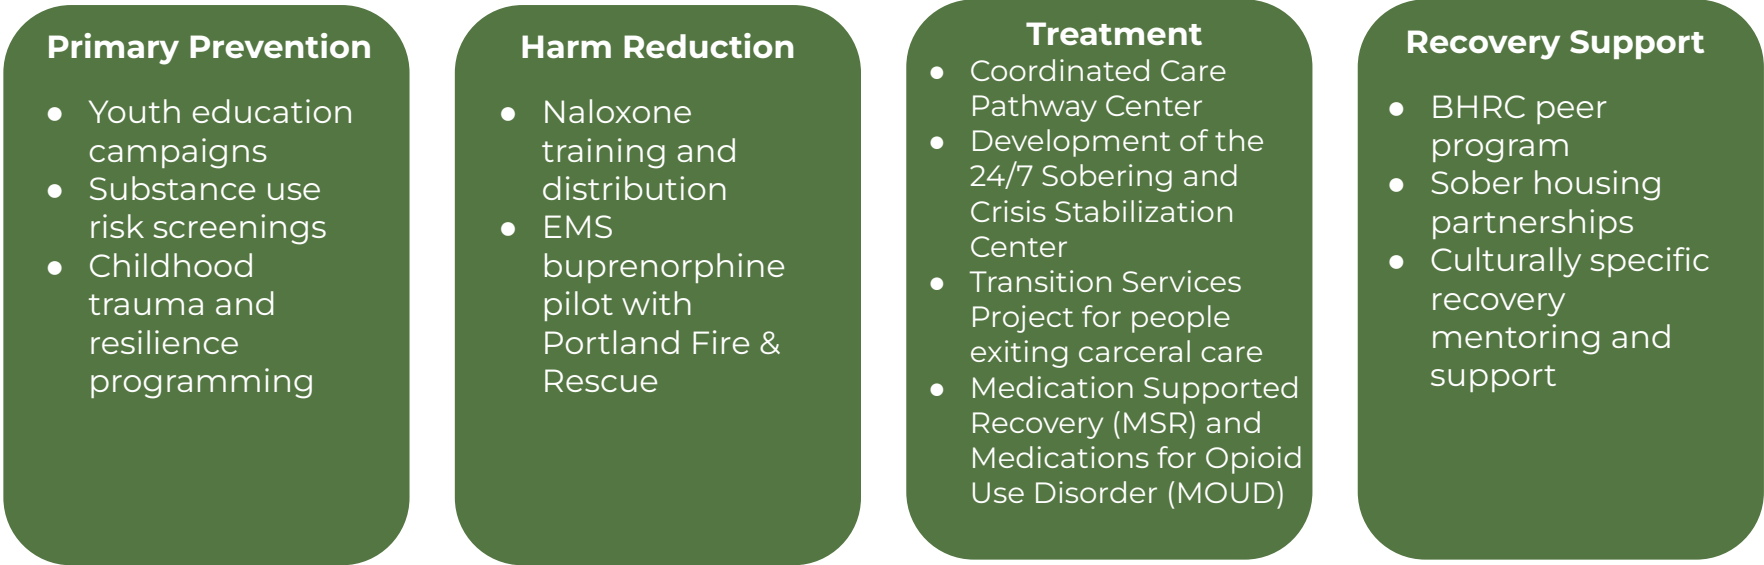 Primary Prevention
● Youth education
campaigns
● Substance use
risk screenings
● Childhood
trauma and
resilience
programming
Harm Reduction
● Naloxone
training and
distribution
● EMS
buprenorphine
pilot with
Portland Fire &
Rescue
Treatment
● Coordinated Care
Pathway Center
● Development of the
24/7 Sobering and
Crisis Stabilization
Center
● Transition Services
Project for people
exiting carceral care
● Medication Supported
Recovery (MSR) and
Medications for Opioid
Use Disorder (MOUD)
Recovery Support
● BHRC peer
program
● Sober housing
partnerships
● Culturally specific
recovery
mentoring and
support